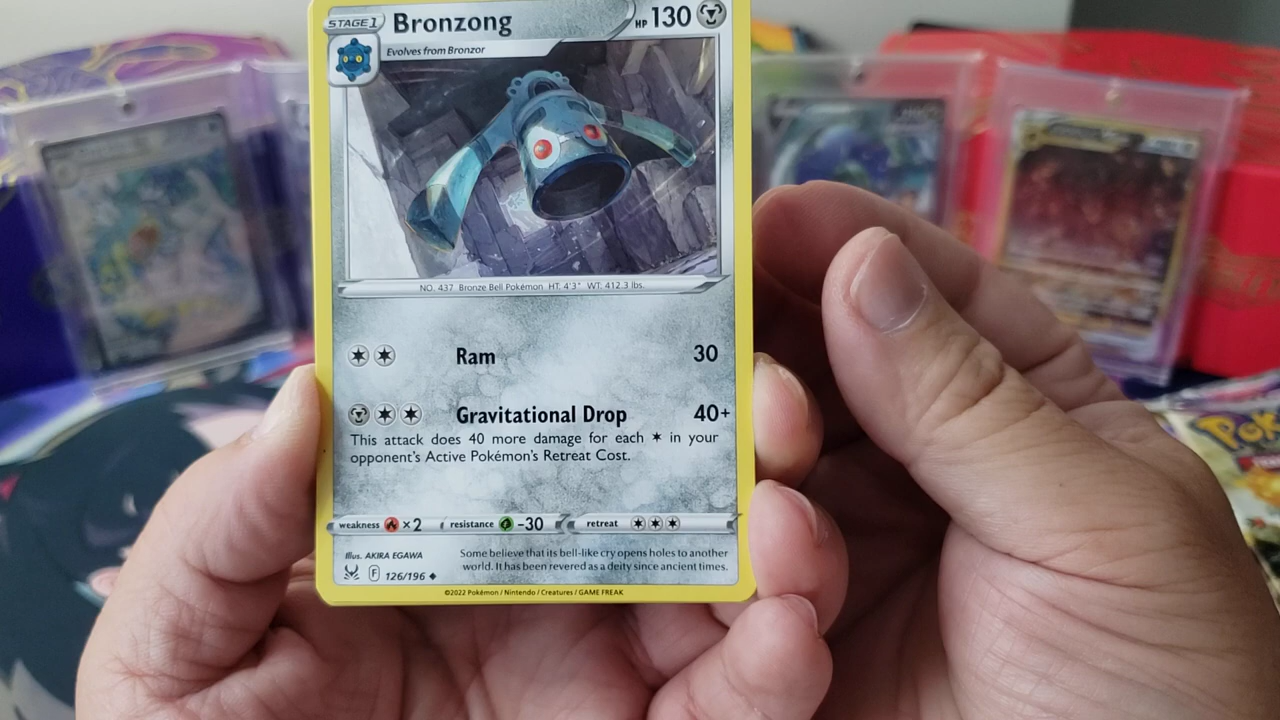 STAGE 1 Bronzong HP 130
Evolves from Bronzor
NO. 437 Bronze Bell Pokémon HT: 4'3" WT: 412.3 lbs.
Ram 30
Gravitational Drop 40+
This attack does 40 more damage for each ✶ in your
opponent's Active Pokémon's Retreat Cost.
weakness ×2 resistance -30 retreat
Illus. AKIRA EGAWA
Some believe that its bell-like cry opens holes to another
world. It has been revered as a deity since ancient times.
F 126/196 ◆
©2022 Pokémon / Nintendo / Creatures / GAME FREAK